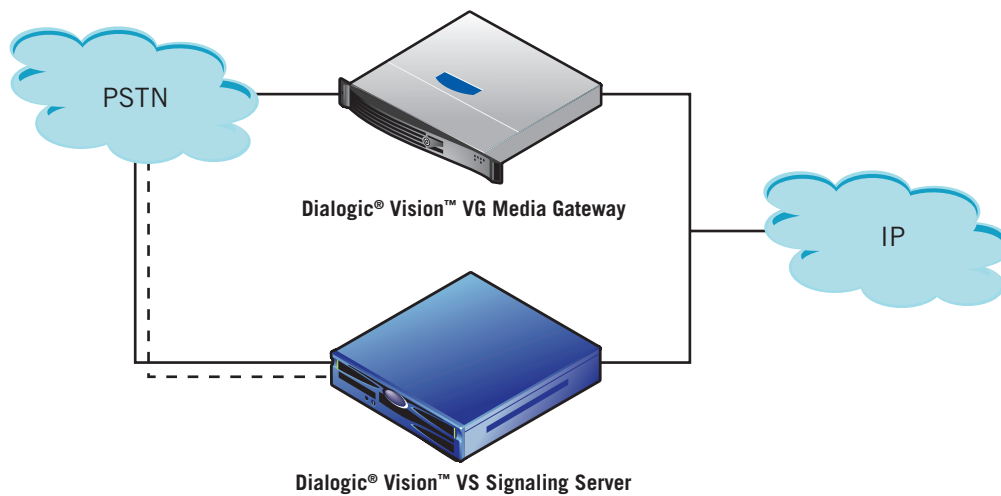 PSTN
Dialogic® Vision™ VG Media Gateway
IP
Dialogic® Vision™ VS Signaling Server